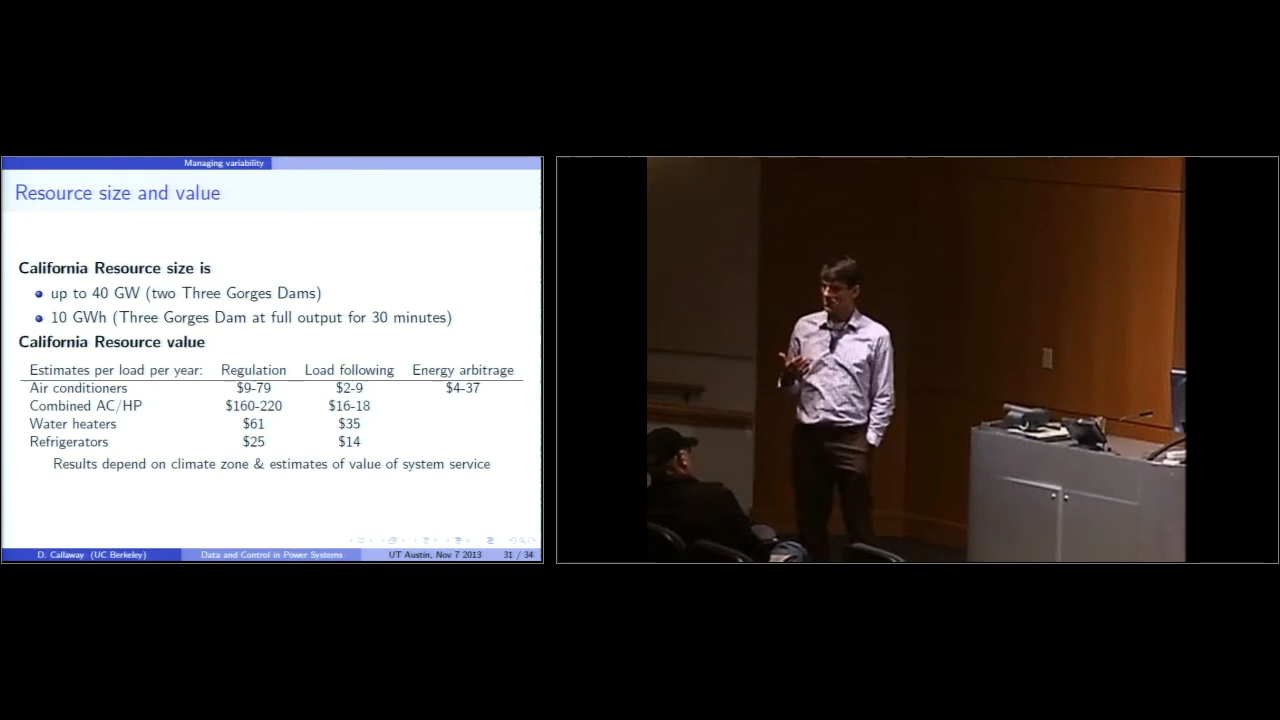 Managing variability
Resource size and value
California Resource size is
up to 40 GW (two Three Gorges Dams)
10 GWh (Three Gorges Dam at full output for 30 minutes)
California Resource value
Estimates per load per year: Regulation Load following Energy arbitrage
Air conditioners $9-79 $2-9 $4-37
Combined AC/HP $160-220 $16-18
Water heaters $61 $35
Refrigerators $25 $14
Results depend on climate zone & estimates of value of system service
D. Callaway (UC Berkeley) Data and Control in Power Systems UT Austin, Nov 7 2013 31 / 34